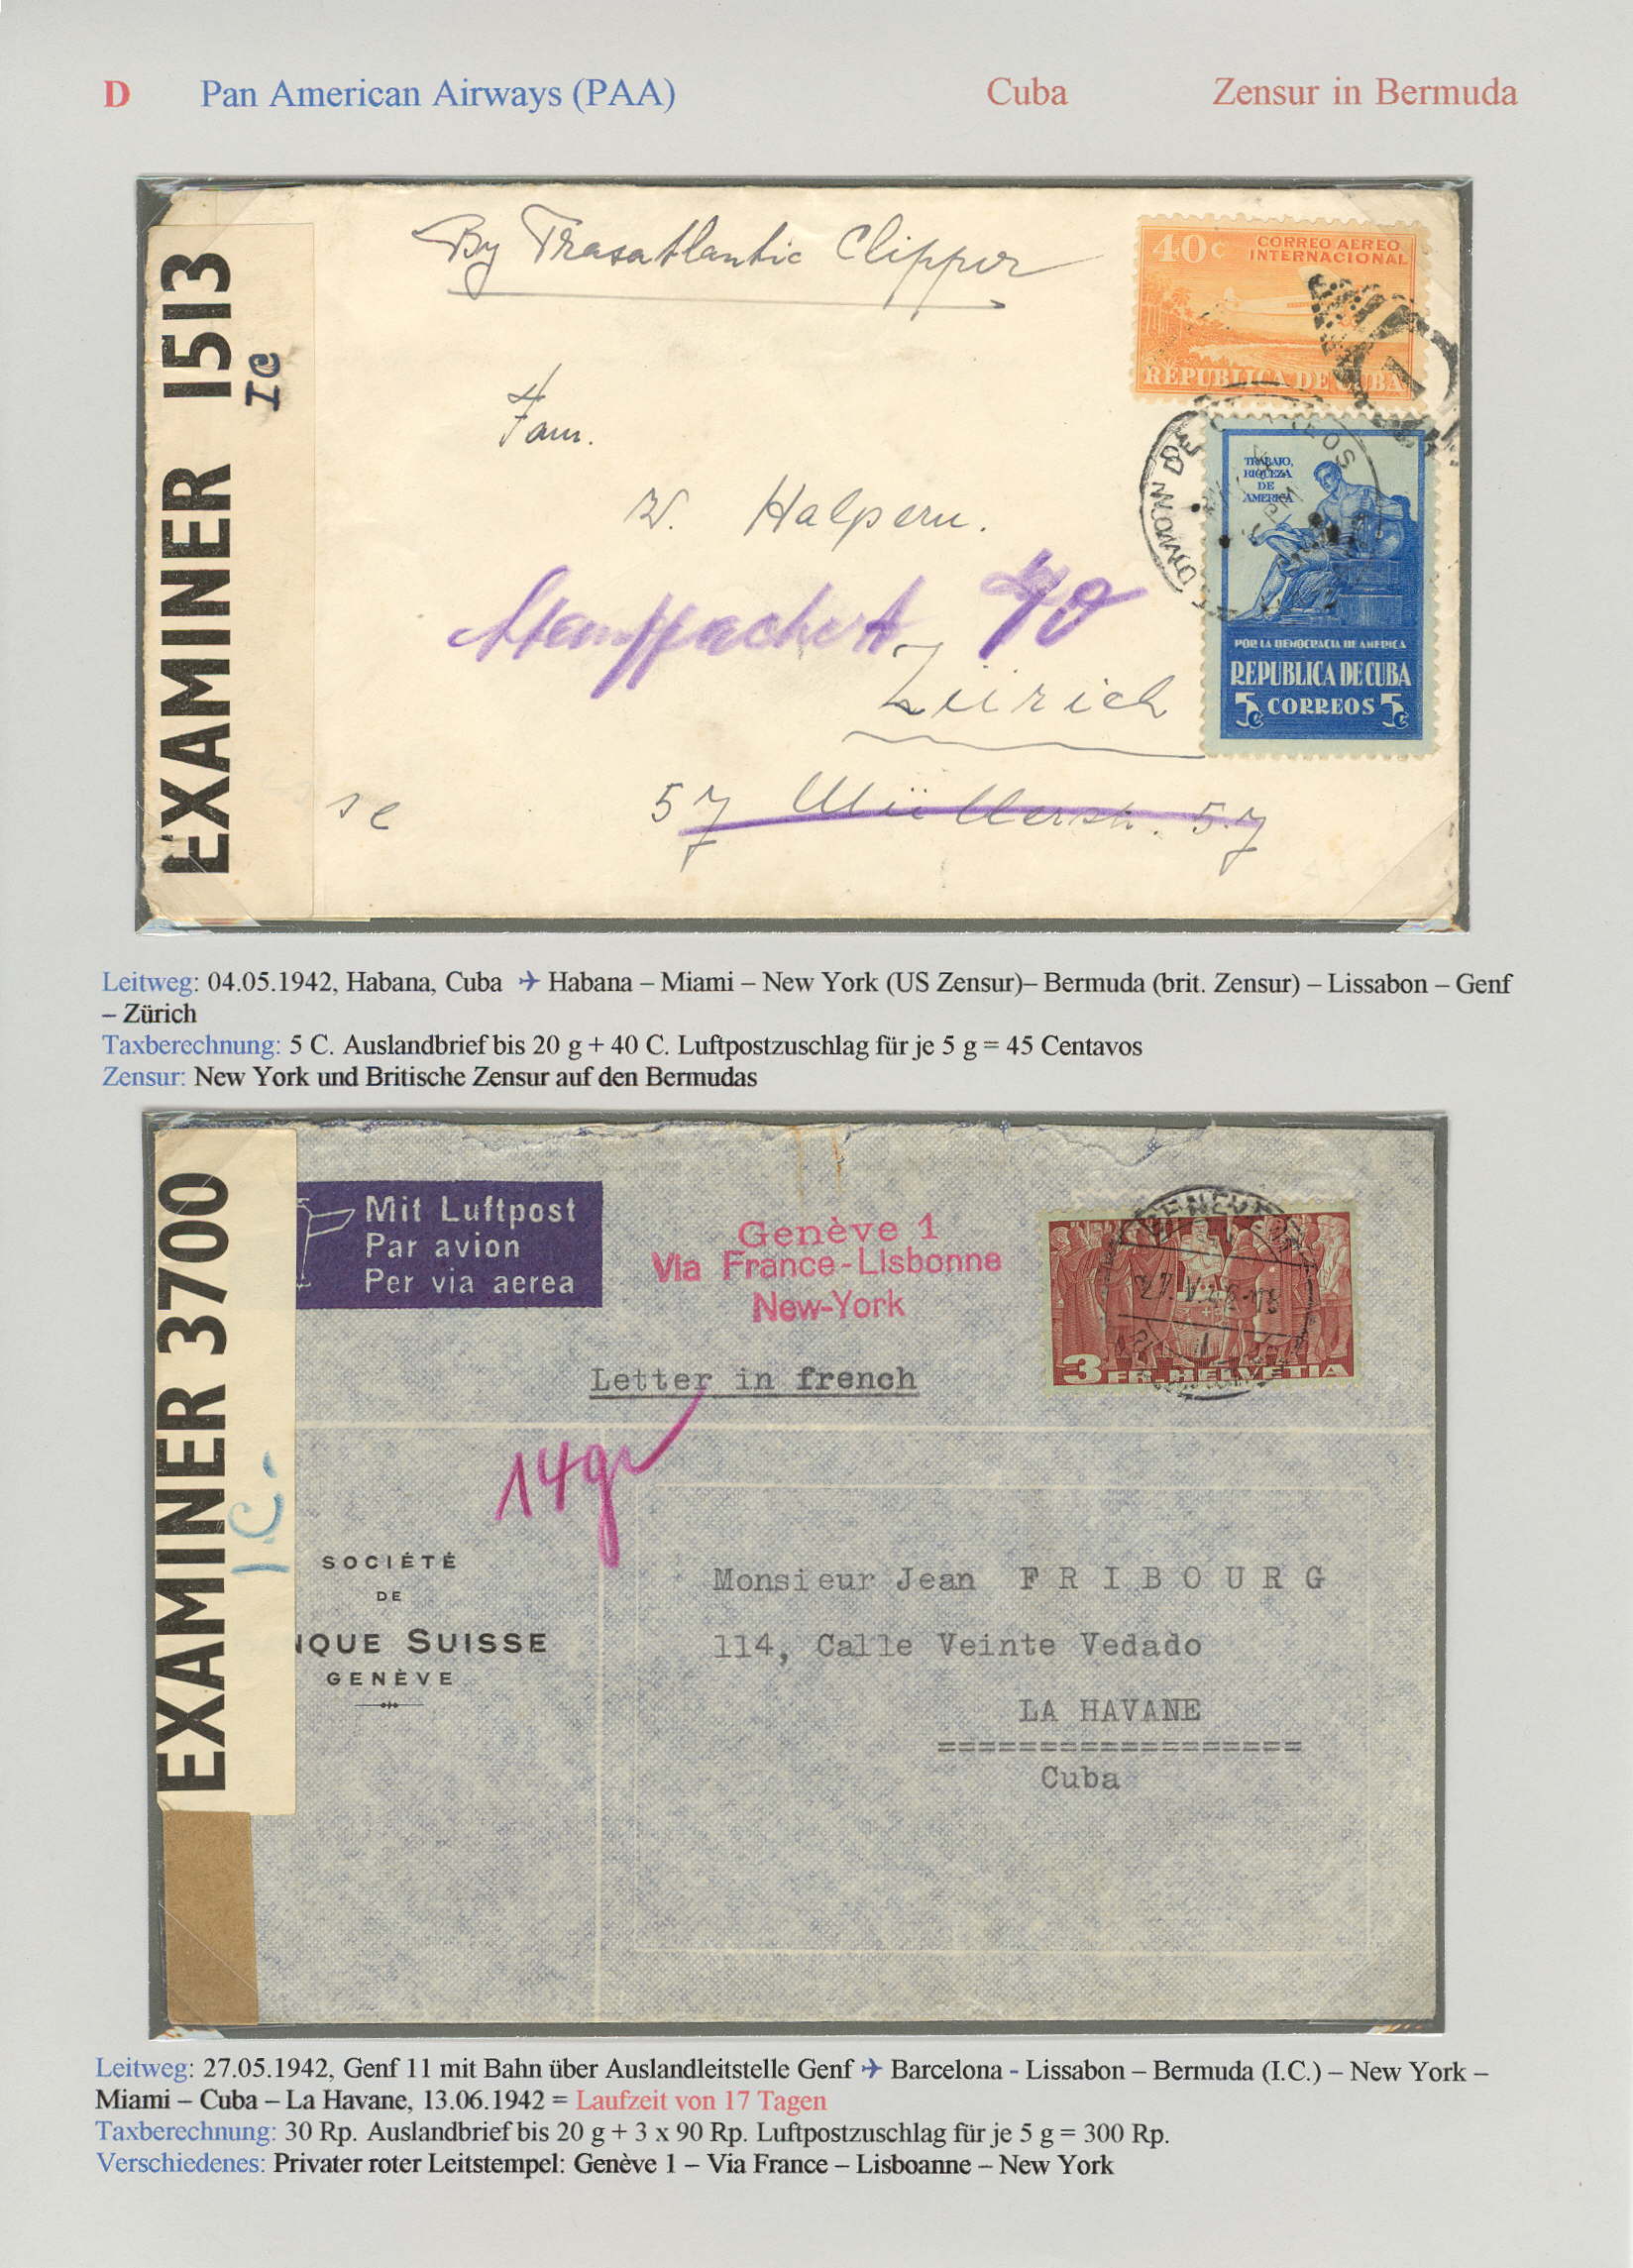 D Pan American Airways (PAA) Cuba Zensur in Bermuda
EXAMINER 1513
IC
By Trasatlantic Clipper
40c CORREO AEREO
INTERNACIONAL
REPUBLICA DE CUBA
DE CORREOS
TRABAJO,
RIQUEZA
DE
AMERICA
POR LA DEMOCRACIA DE AMERICA
REPUBLICA DE CUBA
5c CORREOS 5c
Fam.
W. Halpern.
40
Zürich
57 Müllerstr. 57
Leitweg: 04.05.1942, Habana, Cuba ✈ Habana – Miami – New York (US Zensur)– Bermuda (brit. Zensur) – Lissabon – Genf
– Zürich
Taxberechnung: 5 C. Auslandbrief bis 20 g + 40 C. Luftpostzuschlag für je 5 g = 45 Centavos
Zensur: New York und Britische Zensur auf den Bermudas
EXAMINER 3700
IC.
Mit Luftpost
Par avion
Per via aerea
Genève 1
Via France-LIsbonne
New-York
3 FR. HELVETIA
Letter in french
14gr
SOCIÉTÉ
DE
QUE SUISSE
GENÈVE
Monsieur Jean FRIBOURG
114, Calle Veinte Vedado
LA HAVANE
==================
Cuba
Leitweg: 27.05.1942, Genf 11 mit Bahn über Auslandleitstelle Genf ✈ Barcelona - Lissabon – Bermuda (I.C.) – New York –
Miami – Cuba – La Havane, 13.06.1942 = Laufzeit von 17 Tagen
Taxberechnung: 30 Rp. Auslandbrief bis 20 g + 3 x 90 Rp. Luftpostzuschlag für je 5 g = 300 Rp.
Verschiedenes: Privater roter Leitstempel: Genève 1 – Via France – Lisboanne – New York